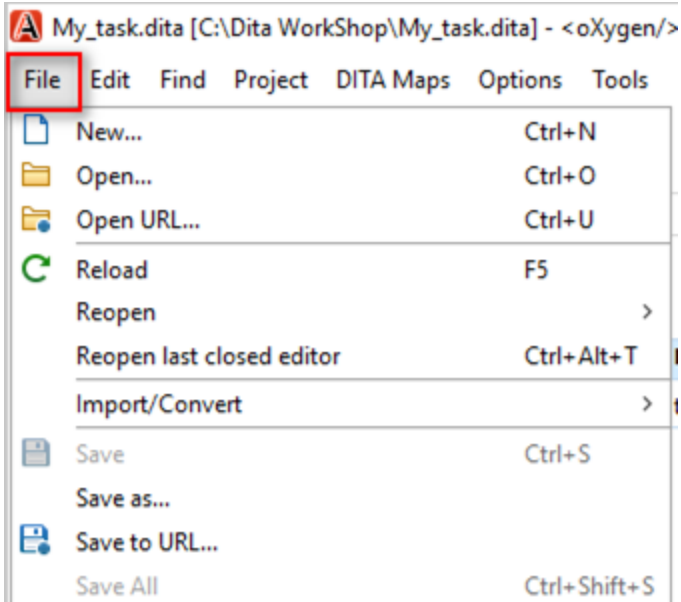 My_task.dita [C:\Dita WorkShop\My_task.dita] - <oXygen/>
File Edit Find Project DITA Maps Options Tools
New... Ctrl+N
Open... Ctrl+O
Open URL... Ctrl+U
Reload F5
Reopen
Reopen last closed editor Ctrl+Alt+T
Import/Convert
Save Ctrl+S
Save as...
Save to URL...
Save All Ctrl+Shift+S